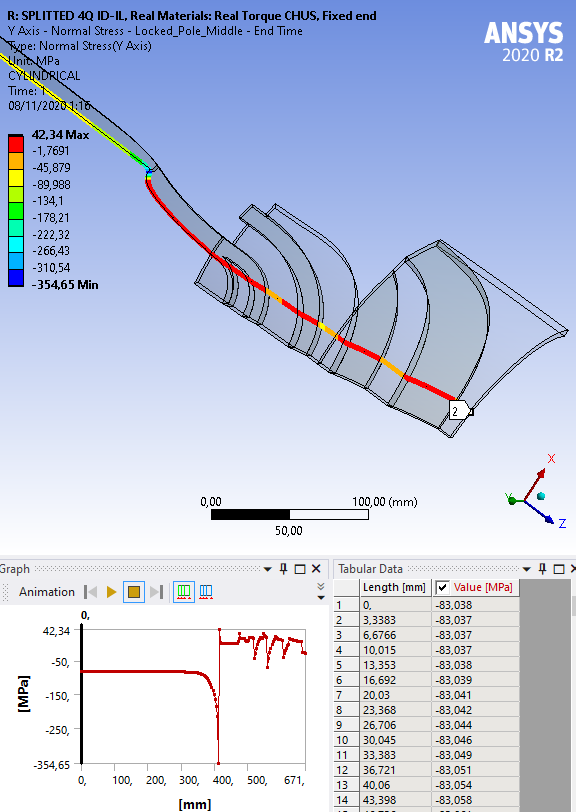 R: SPLITTED 4Q ID-IL, Real Materials: Real Torque CHUS, Fixed end
Y Axis - Normal Stress - Locked_Pole_Middle - End Time
Type: Normal Stress(Y Axis)
Unit: MPa
CYLINDRICAL
Time: 1
08/11/2020 1:16
ANSYS
2020 R2
42,34 Max
-1,7691
-45,879
-89,988
-134,1
-178,21
-222,32
-266,43
-310,54
-354,65 Min
2
X
Y
Z
0,00
100,00 (mm)
50,00
Graph
Animation
0,
42,34
-50,
-150,
-250,
-354,65
[MPa]
0, 100, 200, 300, 400, 500, 671,
[mm]
Tabular Data
Length [mm] Value [MPa]
1 0, -83,038
2 3,3383 -83,037
3 6,6766 -83,037
4 10,015 -83,037
5 13,353 -83,038
6 16,692 -83,039
7 20,03 -83,041
8 23,368 -83,042
9 26,706 -83,044
10 30,045 -83,046
11 33,383 -83,049
12 36,721 -83,051
13 40,06 -83,054
14 43,398 -83,058